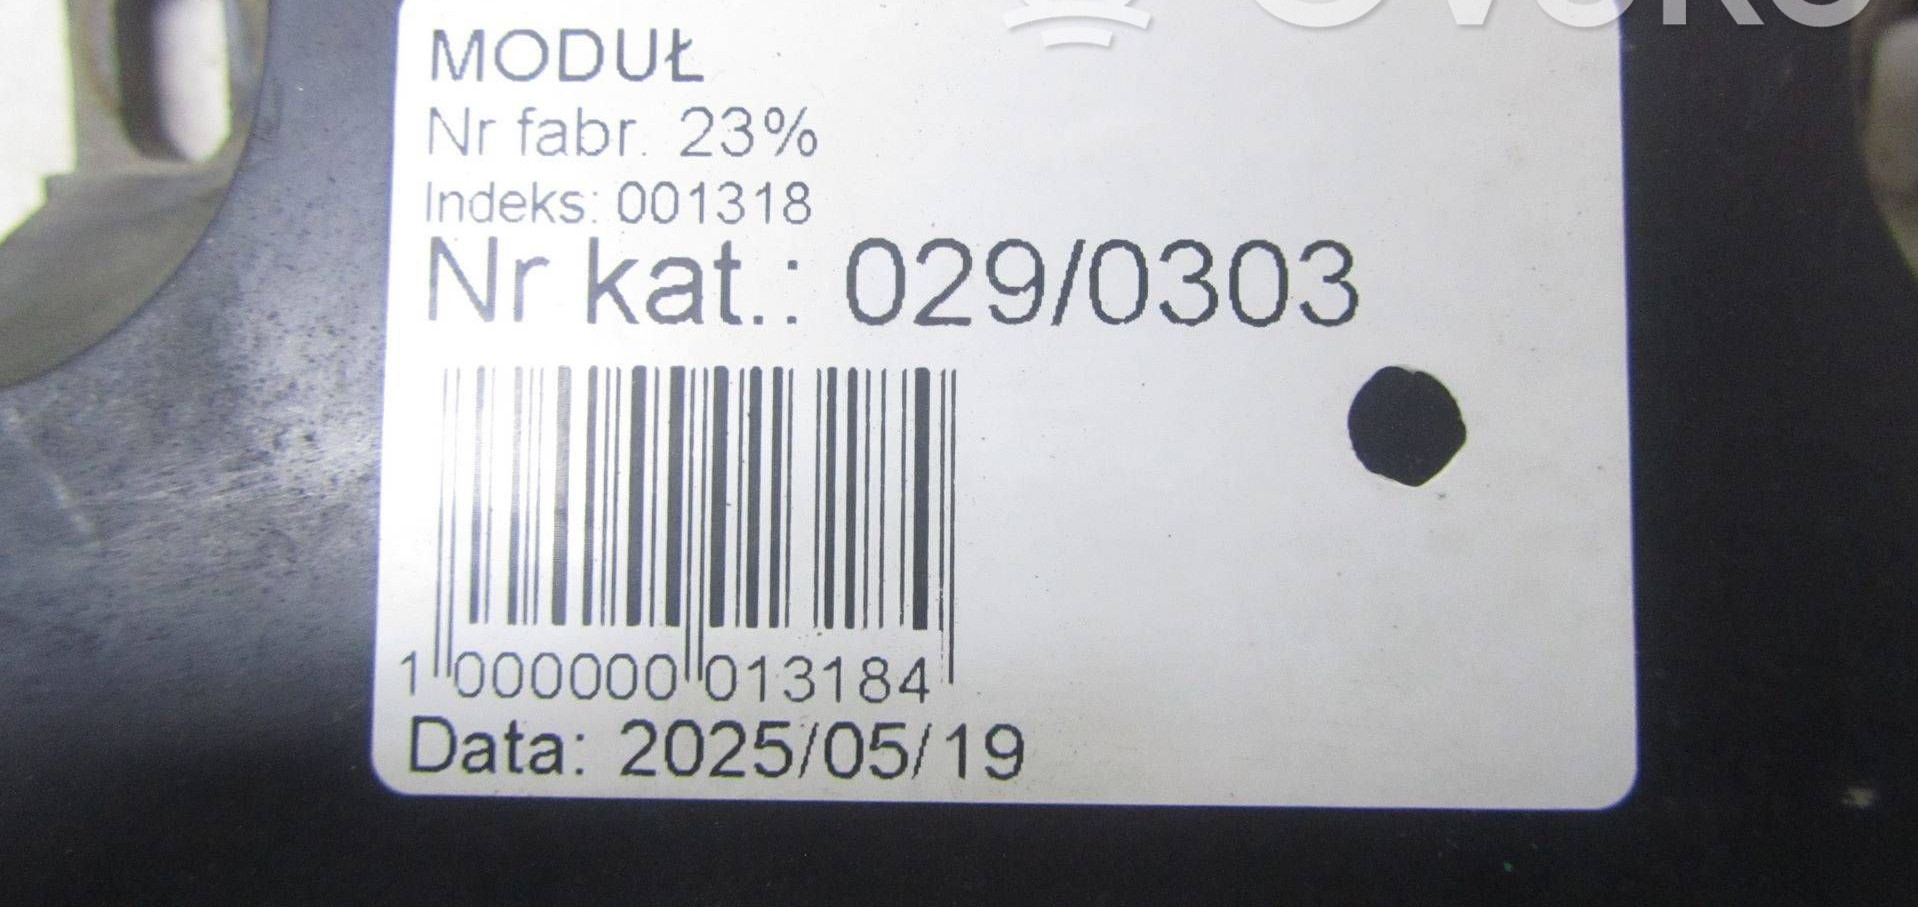 MODUŁ
Nr fabr. 23%
Indeks: 001318
Nr kat.: 029/0303
1 000000 013184
Data: 2025/05/19